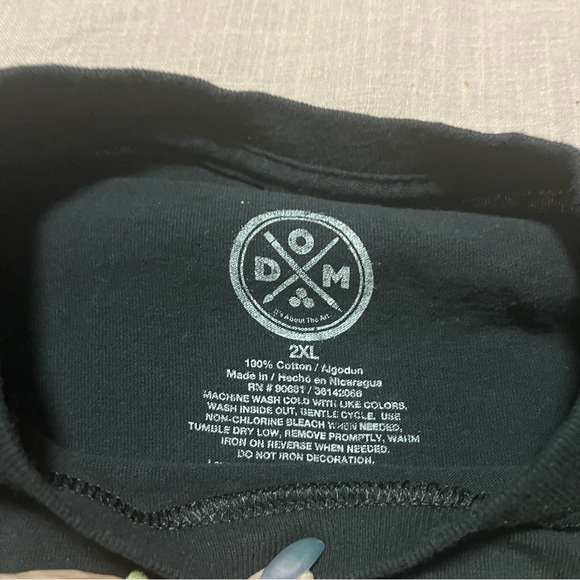 O
D M
It's About The Art.
2XL
100% Cotton / Algodun
Made in / Hecho en Nicaragua
RN # 90681 / 36142066
MACHINE WASH COLD WITH LIKE COLORS,
WASH INSIDE OUT, GENTLE CYCLE. USE
NON-CHLORINE BLEACH WHEN NEEDED,
TUMBLE DRY LOW, REMOVE PROMPTLY, WARM
IRON ON REVERSE WHEN NEEDED.
DO NOT IRON DECORATION.